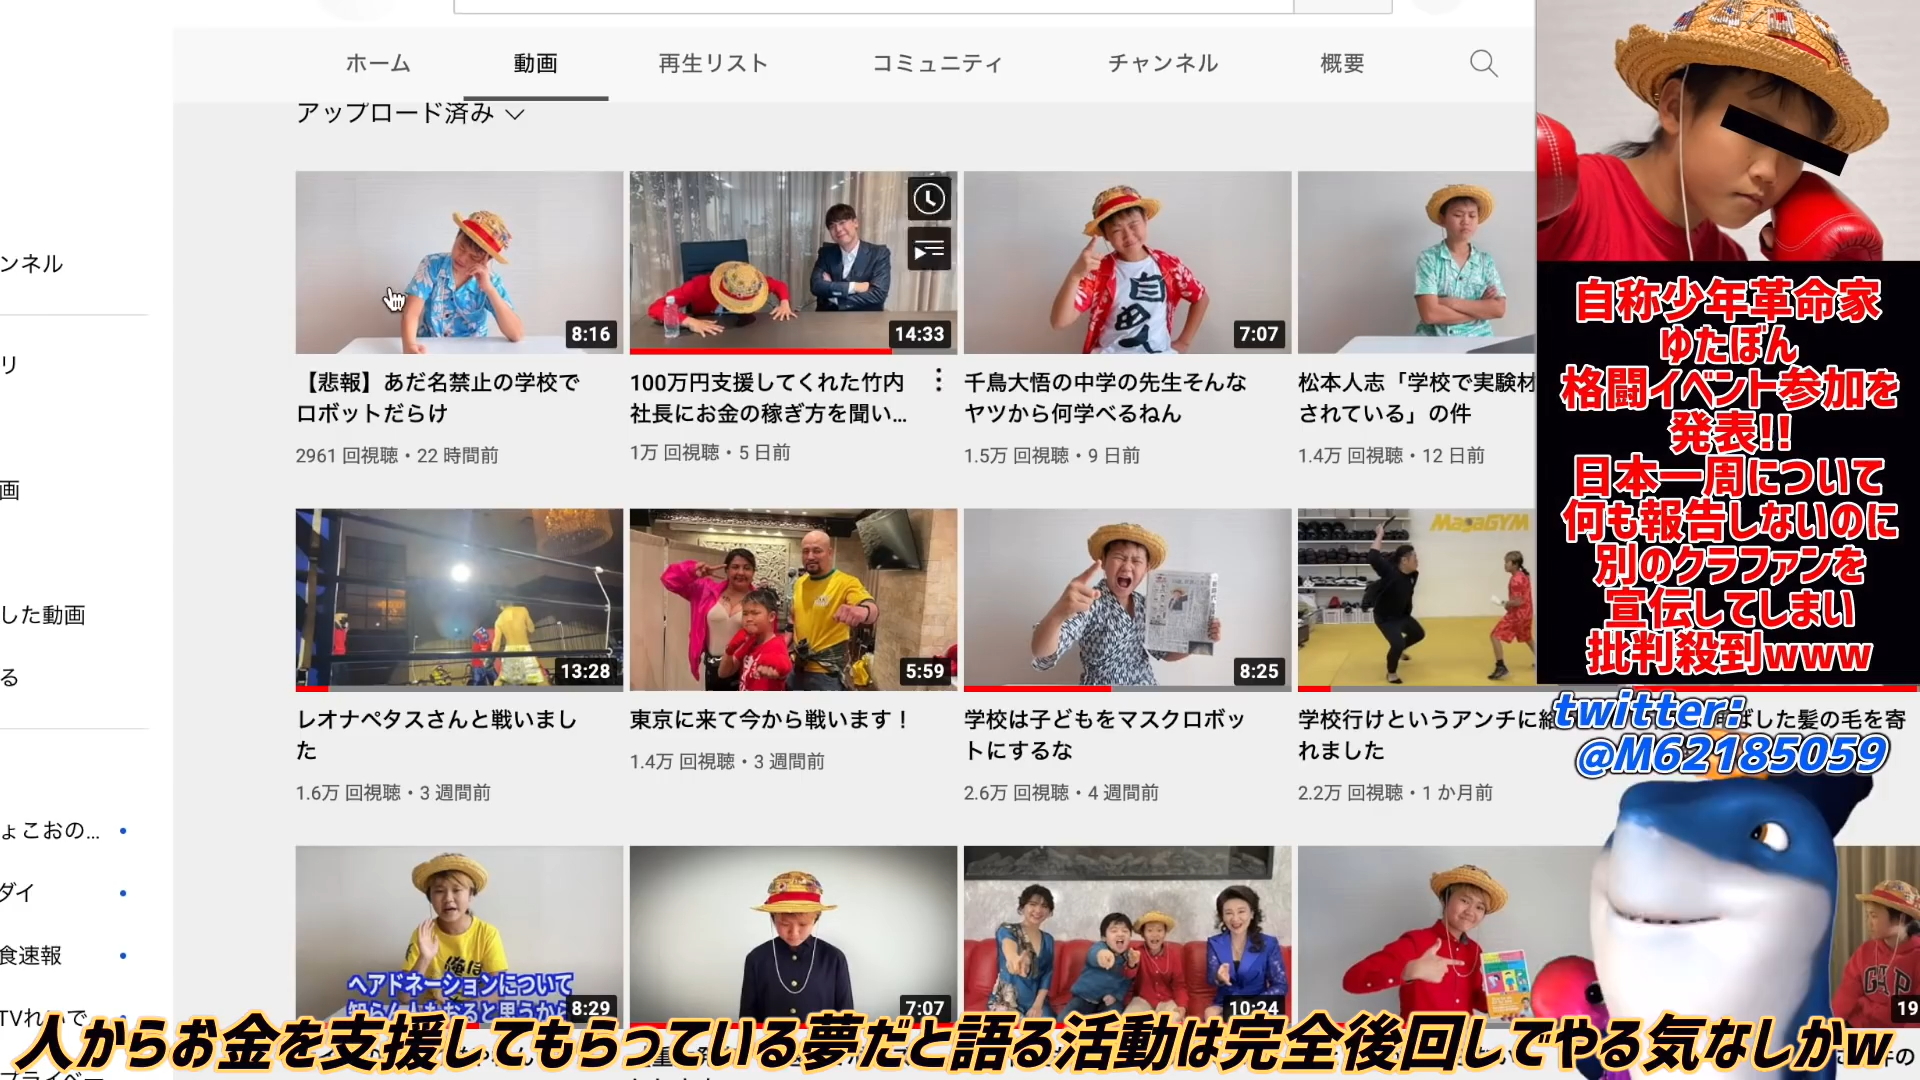 ホーム
動画
再生リスト
コミュニティ
チャンネル
概要
アップロード済み
ンネル
リ
画
した動画
る
ょこおの...
ダイ
食速報
8:16
14:33
7:07
【悲報】あだ名禁止の学校で
ロボットだらけ
2961 回視聴・22 時間前
100万円支援してくれた竹内
社長にお金の稼ぎ方を聞い...
1万 回視聴・5 日前
千鳥大悟の中学の先生そんな
ヤツから何学べるねん
1.5万 回視聴・9 日前
松本人志「学校で実験材
されている」の件
1.4万 回視聴・12 日前
自由人
13:28
5:59
8:25
MagaGYM
レオナペタスさんと戦いまし
た
1.6万 回視聴・3 週間前
東京に来て今から戦います！
1.4万 回視聴・3 週間前
学校は子どもをマスクロボッ
トにするな
2.6万 回視聴・4 週間前
学校行けというアンチに絡
れました
2.2万 回視聴・1 か月前
ばした髪の毛を寄
ヘアドネーションについて
8:29
7:07
10:24
GAP
19
自称少年革命家
ゆたぼん
格闘イベント参加を
発表!!
日本一周について
何も報告しないのに
別のクラファンを
宣伝してしまい
批判殺到www
twitter:
@M62185059
人からお金を支援してもらっている夢だと語る活動は完全後回しでやる気なしかw